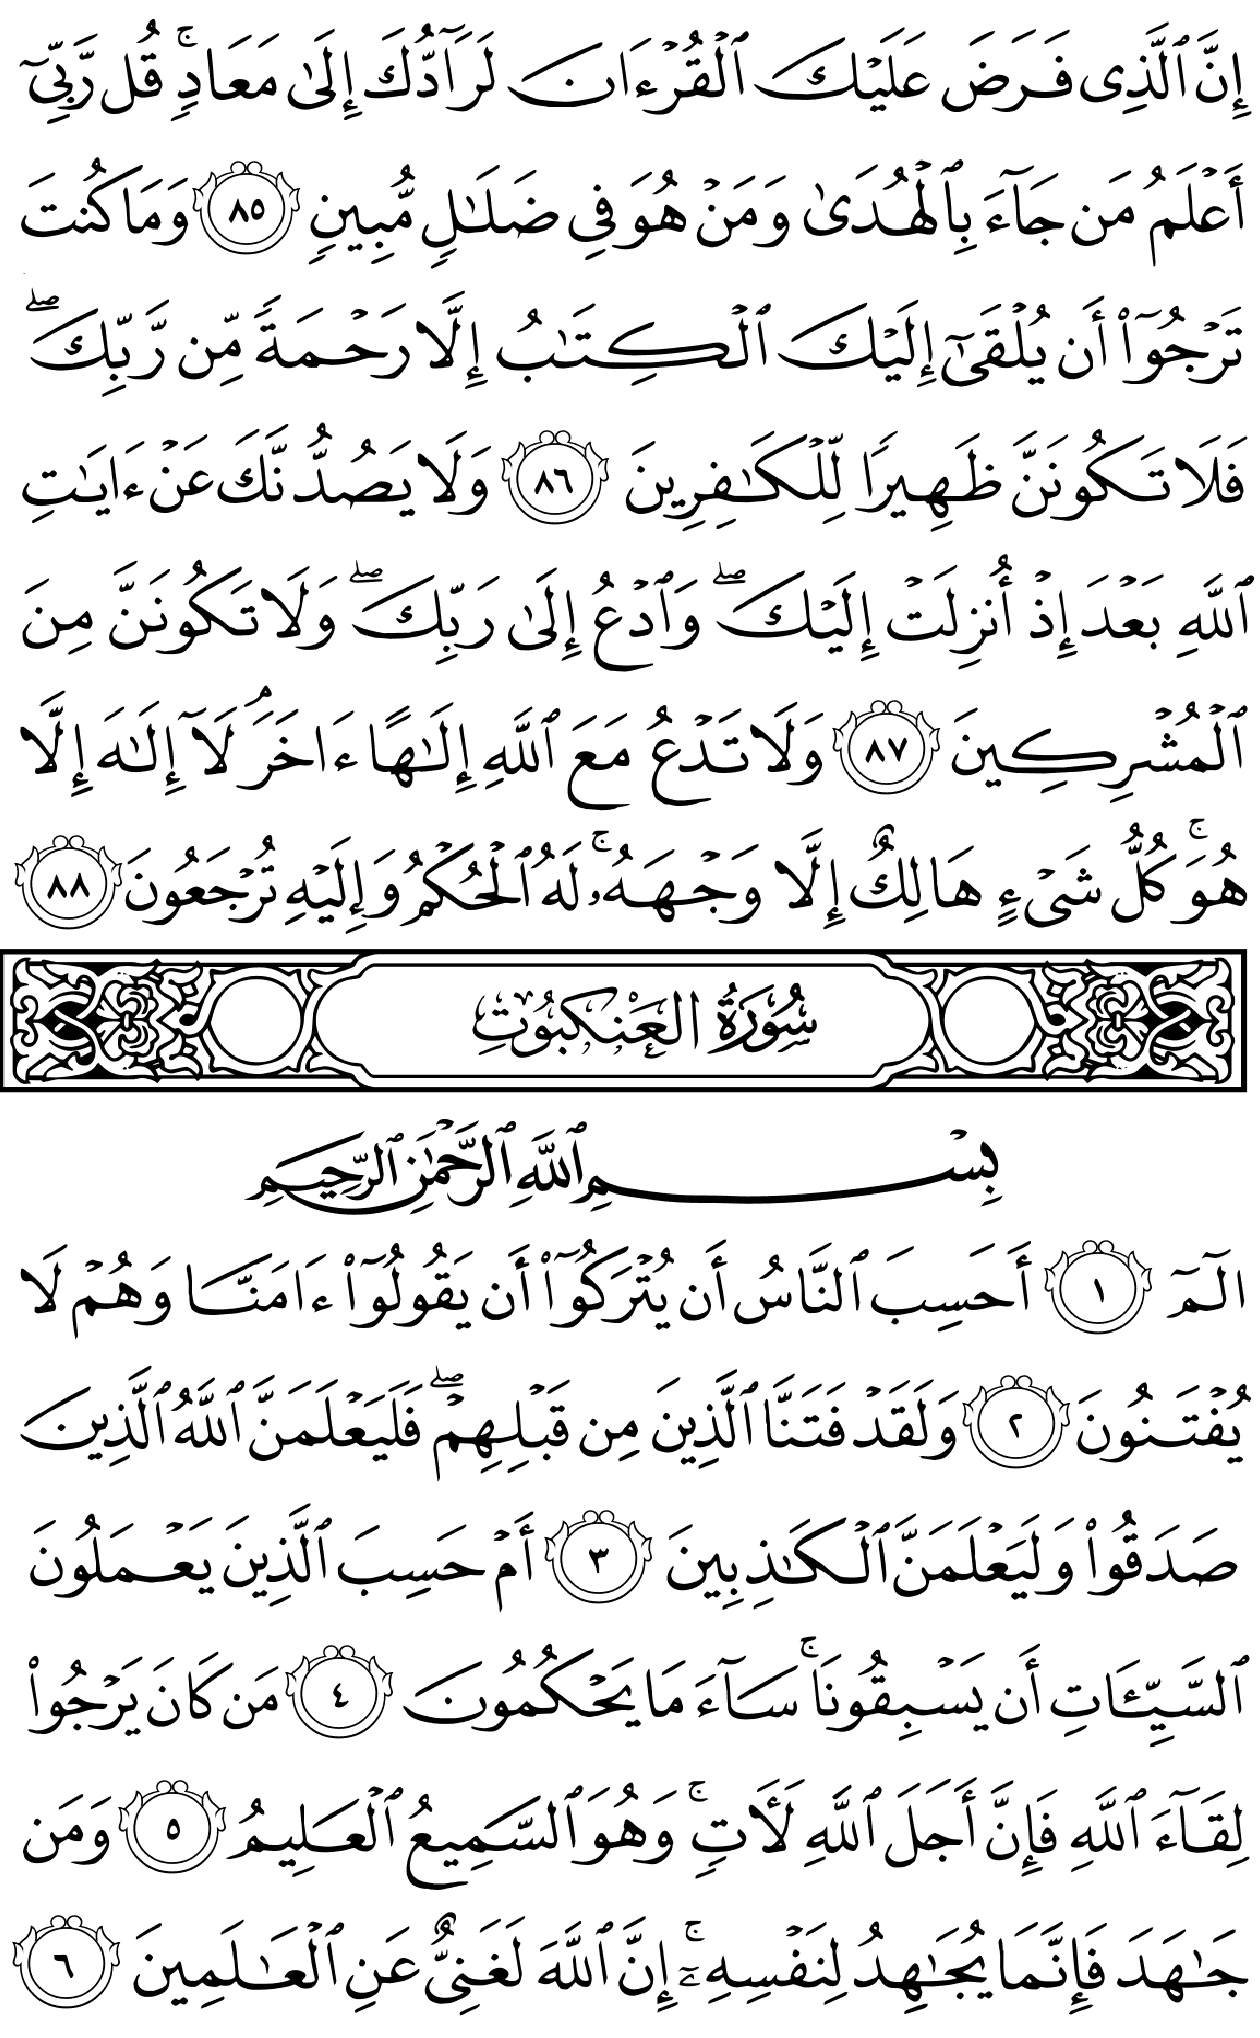 إِنَّ ٱلَّذِى فَرَضَ عَلَيْكَ ٱلْقُرْءَانَ لَرَآدُّكَ إِلَىٰ مَعَادٍۚ قُل رَّبِّىٓ
أَعْلَمُ مَن جَآءَ بِٱلْهُدَىٰ وَمَنْ هُوَ فِى ضَلَـٰلٍ مُّبِينٍ ٨٥ وَمَا كُنتَ
تَرْجُوٓا۟ أَن يُلْقَىٰٓ إِلَيْكَ ٱلْكِتَـٰبُ إِلَّا رَحْمَةً مِّن رَّبِّكَۖ
فَلَا تَكُونَنَّ ظَهِيرًا لِّلْكَـٰفِرِينَ ٨٦ وَلَا يَصُدُّنَّكَ عَنْ ءَايَـٰتِ
ٱللَّهِ بَعْدَ إِذْ أُنزِلَتْ إِلَيْكَۖ وَٱدْعُ إِلَىٰ رَبِّكَۖ وَلَا تَكُونَنَّ مِنَ
ٱلْمُشْرِكِينَ ٨٧ وَلَا تَدْعُ مَعَ ٱللَّهِ إِلَـٰهًا ءَاخَرَۘ لَآ إِلَـٰهَ إِلَّا
هُوَۚ كُلُّ شَىْءٍ هَالِكٌ إِلَّا وَجْهَهُۥۚ لَهُ ٱلْحُكْمُ وَإِلَيْهِ تُرْجَعُونَ ٨٨
سُورَةُ العَنْكَبُوتِ
بِسْمِ ٱللَّهِ ٱلرَّحْمَـٰنِ ٱلرَّحِيمِ
الٓمٓ ١ أَحَسِبَ ٱلنَّاسُ أَن يُتْرَكُوٓا۟ أَن يَقُولُوٓا۟ ءَامَنَّا وَهُمْ لَا
يُفْتَنُونَ ٢ وَلَقَدْ فَتَنَّا ٱلَّذِينَ مِن قَبْلِهِمْۖ فَلَيَعْلَمَنَّ ٱللَّهُ ٱلَّذِينَ
صَدَقُوا۟ وَلَيَعْلَمَنَّ ٱلْكَـٰذِبِينَ ٣ أَمْ حَسِبَ ٱلَّذِينَ يَعْمَلُونَ
ٱلسَّيِّـَٔاتِ أَن يَسْبِقُونَاۚ سَآءَ مَا يَحْكُمُونَ ٤ مَن كَانَ يَرْجُوا۟
لِقَآءَ ٱللَّهِ فَإِنَّ أَجَلَ ٱللَّهِ لَـَٔاتٍۚ وَهُوَ ٱلسَّمِيعُ ٱلْعَلِيمُ ٥ وَمَن
جَـٰهَدَ فَإِنَّمَا يُجَـٰهِدُ لِنَفْسِهِۦٓۚ إِنَّ ٱللَّهَ لَغَنِىٌّ عَنِ ٱلْعَـٰلَمِينَ ٦